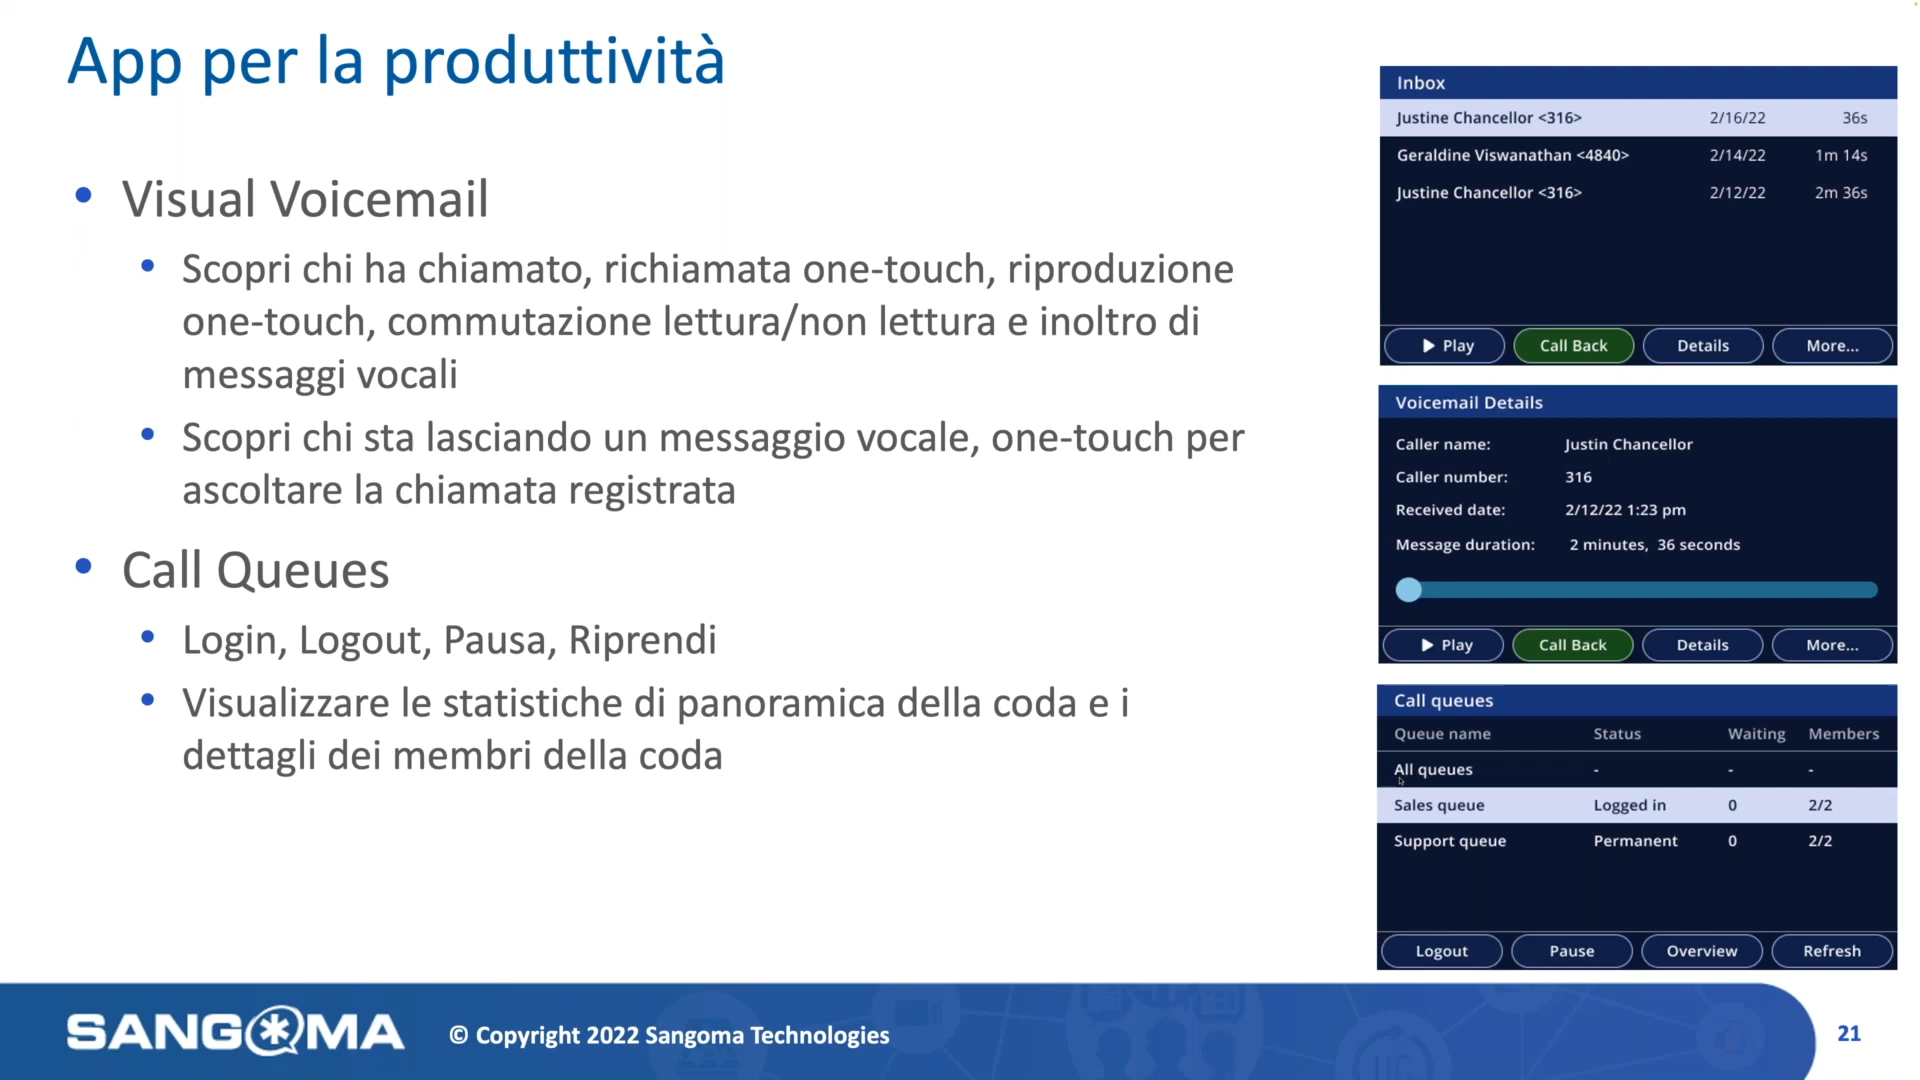 App per la produttività
• Visual Voicemail
• Scopri chi ha chiamato, richiamata one-touch, riproduzione
one-touch, commutazione lettura/non lettura e inoltro di
messaggi vocali
• Scopri chi sta lasciando un messaggio vocale, one-touch per
ascoltare la chiamata registrata
• Call Queues
• Login, Logout, Pausa, Riprendi
• Visualizzare le statistiche di panoramica della coda e i
dettagli dei membri della coda
Inbox
Justine Chancellor <316> 2/16/22 36s
Geraldine Viswanathan <4840> 2/14/22 1m 14s
Justine Chancellor <316> 2/12/22 2m 36s
Play Call Back Details More...
Voicemail Details
Caller name: Justin Chancellor
Caller number: 316
Received date: 2/12/22 1:23 pm
Message duration: 2 minutes, 36 seconds
Play Call Back Details More...
Call queues
Queue name Status Waiting Members
All queues - - -
Sales queue Logged in 0 2/2
Support queue Permanent 0 2/2
Logout Pause Overview Refresh
SANGOMA © Copyright 2022 Sangoma Technologies 21